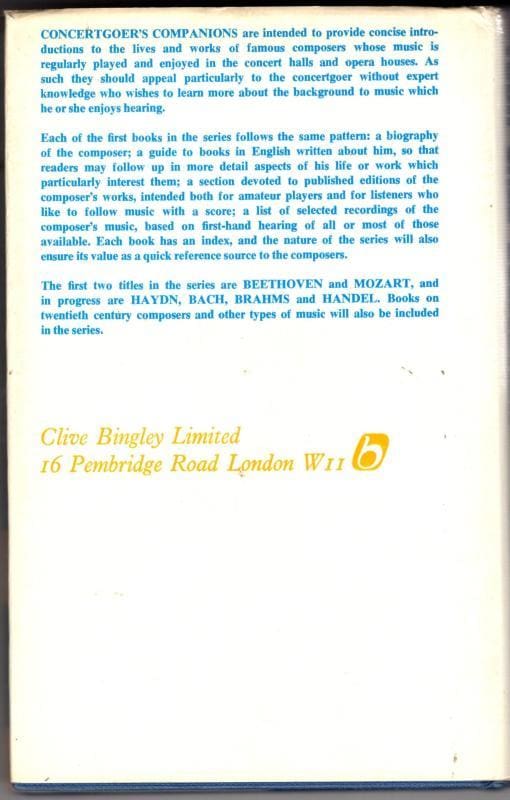 CONCERTGOER'S COMPANIONS are intended to provide concise intro-
ductions to the lives and works of famous composers whose music is
regularly played and enjoyed in the concert halls and opera houses. As
such they should appeal particularly to the concertgoer without expert
knowledge who wishes to learn more about the background to music which
he or she enjoys hearing.
Each of the first books in the series follows the same pattern: a biography
of the composer; a guide to books in English written about him, so that
readers may follow up in more detail aspects of his life or work which
particularly interest them; a section devoted to published editions of the
composer's works, intended both for amateur players and for listeners who
like to follow music with a score; a list of selected recordings of the
composer's music, based on first-hand hearing of all or most of those
available. Each book has an index, and the nature of the series will also
ensure its value as a quick reference source to the composers.
The first two titles in the series are BEETHOVEN and MOZART, and
in progress are HAYDN, BACH, BRAHMS and HANDEL. Books on
twentieth century composers and other types of music will also be included
in the series.
Clive Bingley Limited
16 Pembridge Road London W11 b